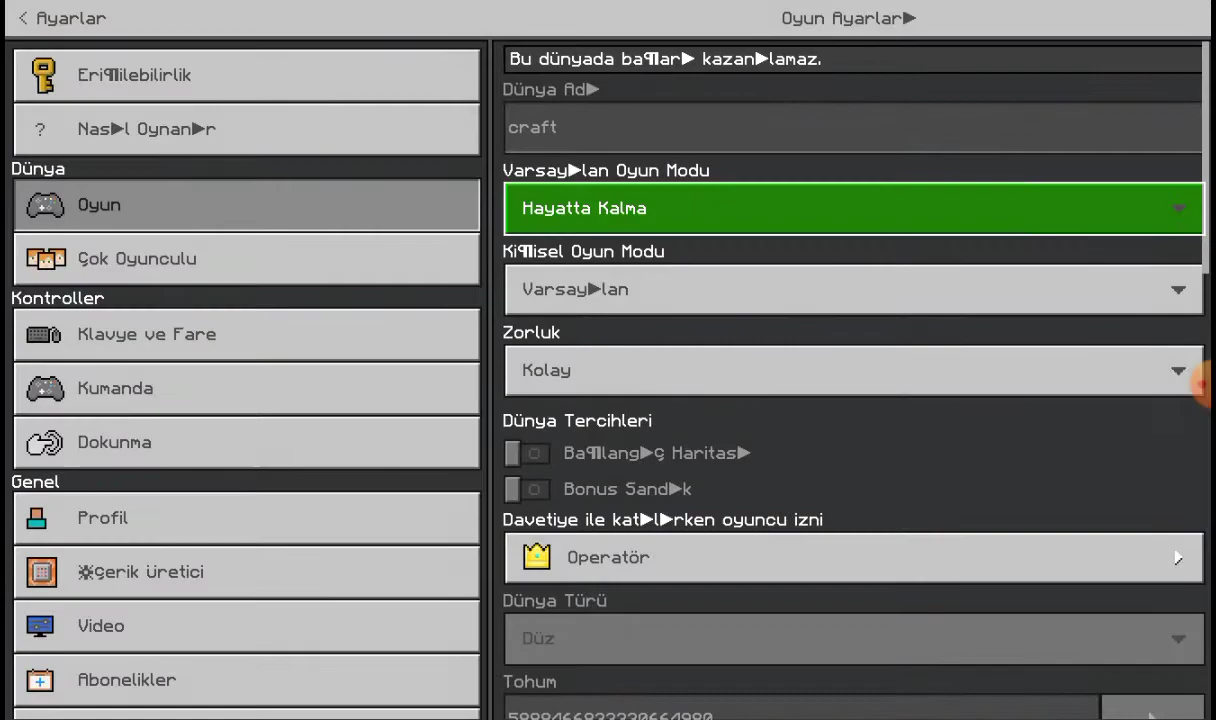 Ayarlar
Oyun Ayarlar▶
Eri¶ilebilirlik
? Nas▶l Oynan▶r
Dünya
Oyun
Çok Oyunculu
Kontroller
Klavye ve Fare
Kumanda
Dokunma
Genel
Profil
※çerik üretici
Video
Abonelikler
Bu dünyada ba¶ar▶ kazan▶lamaz.
Dünya Ad▶
craft
Varsay▶lan Oyun Modu
Hayatta Kalma
Ki¶isel Oyun Modu
Varsay▶lan
Zorluk
Kolay
Dünya Tercihleri
Ba¶lang▶ç Haritas▶
Bonus Sand▶k
Davetiye ile kat▶l▶rken oyuncu izni
Operatör
Dünya Türü
Düz
Tohum